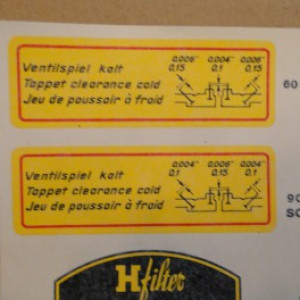 0.006" 0.004" 0.006"
Ventilspiel kalt 0,15 0,1 0,15
Tappet clearance cold
Jeu de poussoir à froid
60
0.004" 0.006" 0.004"
Ventilspiel kalt 0,1 0,15 0,1
Tappet clearance cold
Jeu de poussoir à froid
90
SC
Hfilter